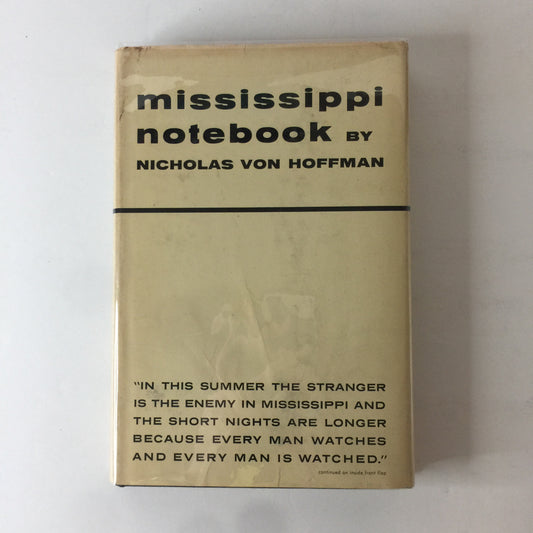 mississippi
notebook BY
NICHOLAS VON HOFFMAN
"IN THIS SUMMER THE STRANGER
IS THE ENEMY IN MISSISSIPPI AND
THE SHORT NIGHTS ARE LONGER
BECAUSE EVERY MAN WATCHES
AND EVERY MAN IS WATCHED."
continued on inside front flap